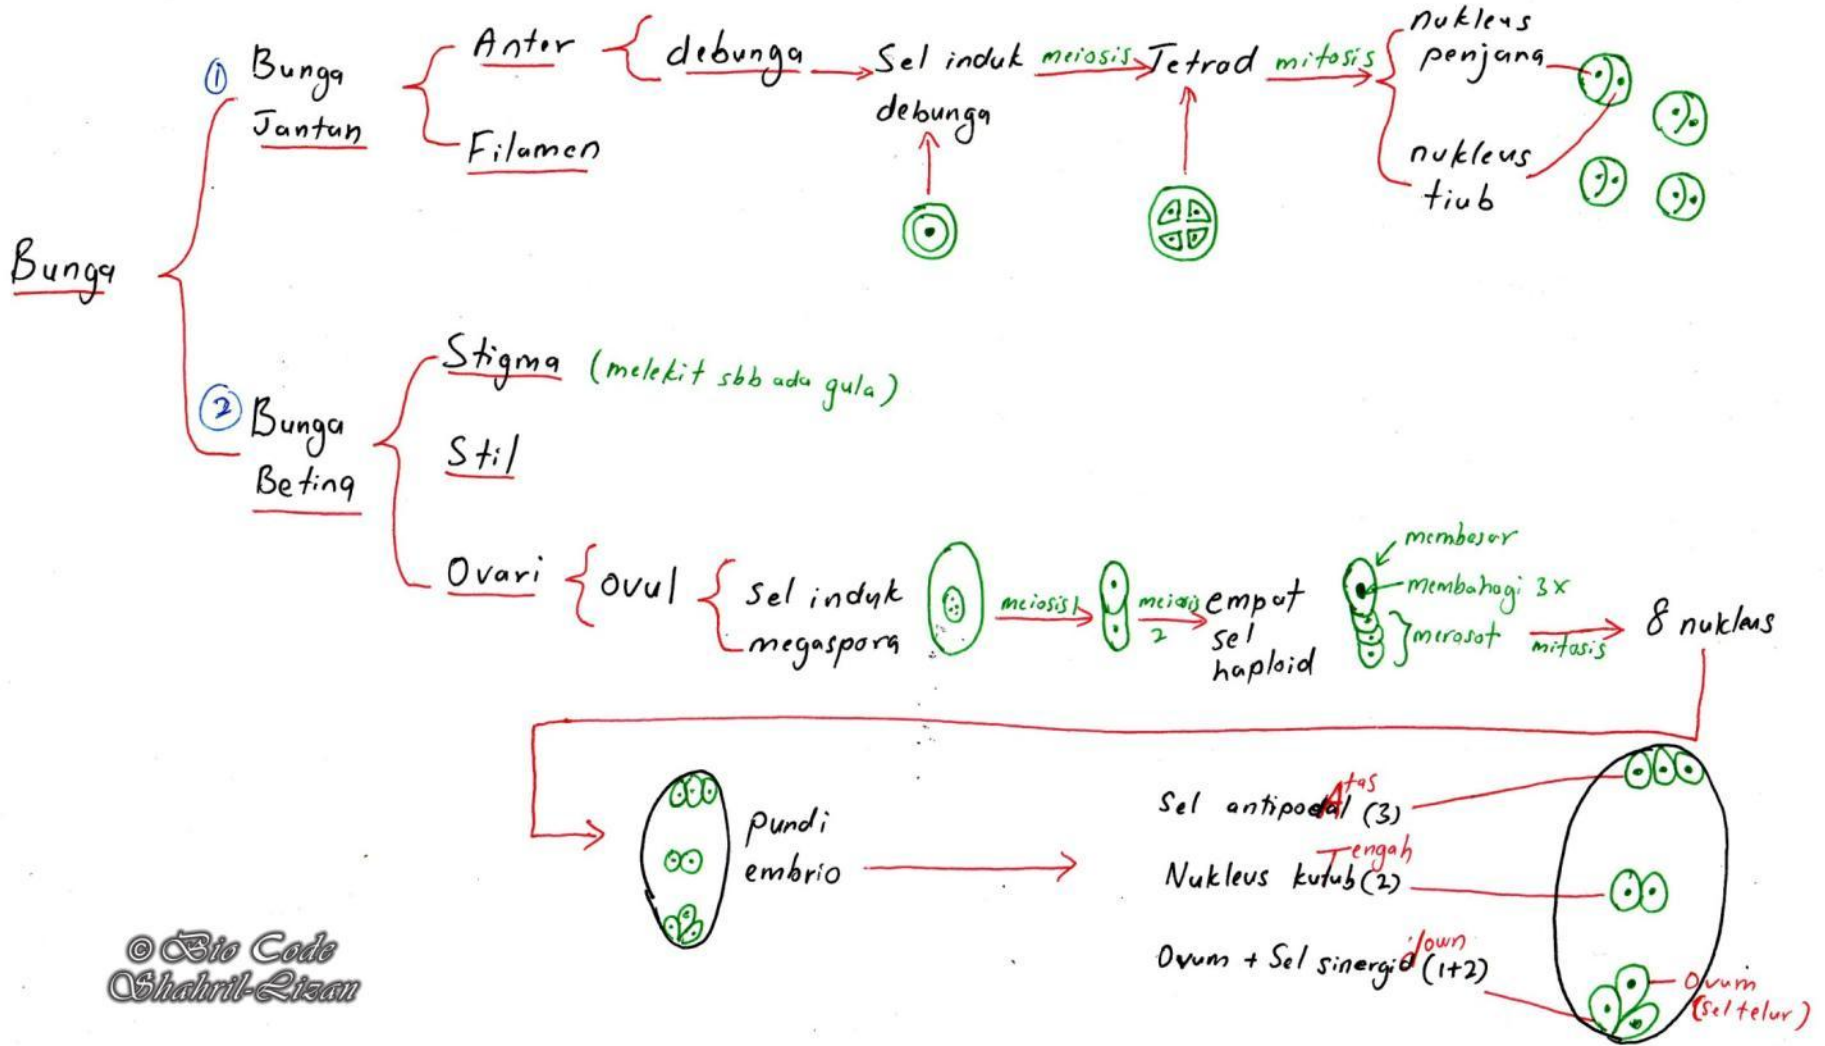 Bunga
① Bunga
Jantan
Anter
Filamen
debunga
Sel induk
debunga
meiosis
Tetrad
mitosis
nukleus
penjana
nukleus
tiub
② Bunga
Betina
Stigma (melekit sbb ada gula)
Stil
Ovari
ovul
Sel induk
megaspora
meiosis 1
meiosis
2
empat
sel
haploid
membesar
membahagi 3x
merosot
mitosis
8 nukleus
pundi
embrio
Atas
Sel antipodal (3)
Tengah
Nukleus kutub (2)
down
Ovum + Sel sinergid (1+2)
Ovum
(sel telur)
© Bio Code
Shahril-Lizan